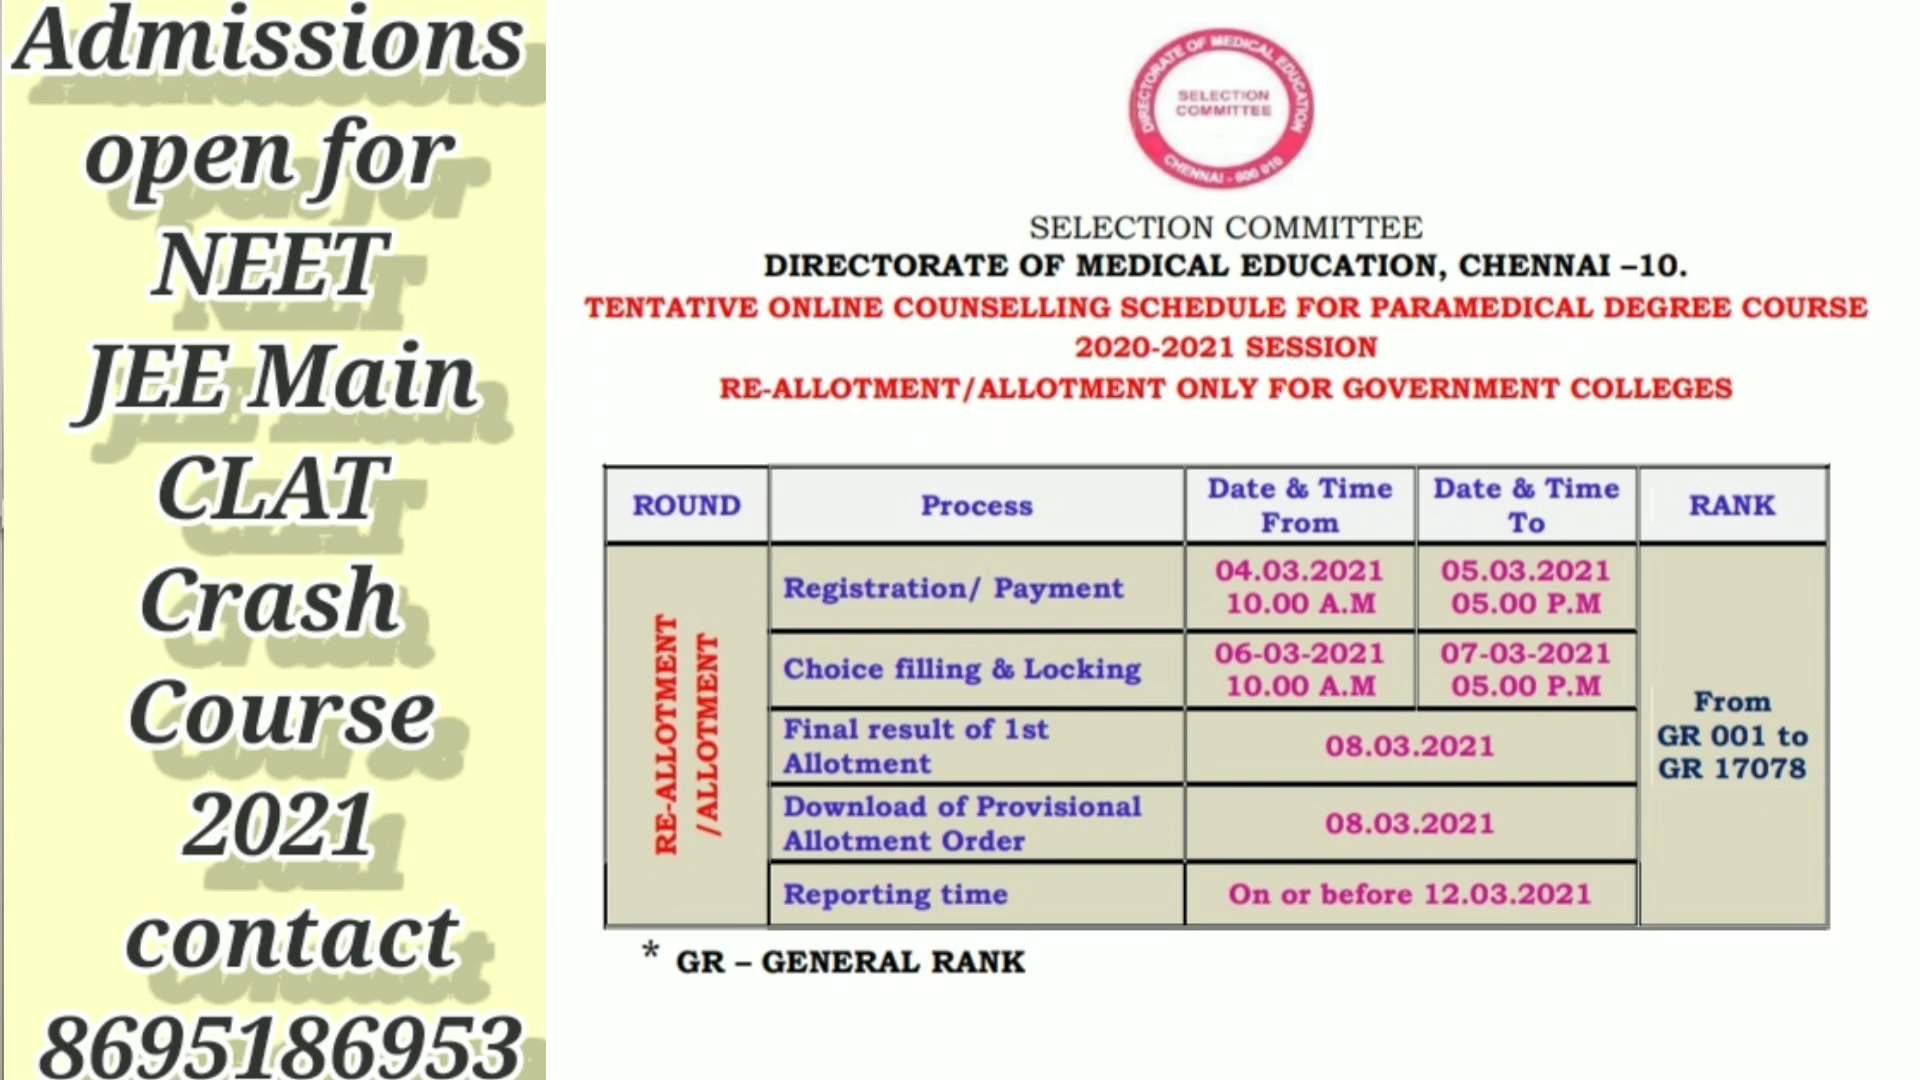 Admissions
open for
NEET
JEE Main
CLAT
Crash
Course
2021
contact
8695186953
DIRECTORATE OF MEDICAL EDUCATION
SELECTION
COMMITTEE
CHENNAI - 600 010
SELECTION COMMITTEE
DIRECTORATE OF MEDICAL EDUCATION, CHENNAI –10.
TENTATIVE ONLINE COUNSELLING SCHEDULE FOR PARAMEDICAL DEGREE COURSE
2020-2021 SESSION
RE-ALLOTMENT/ALLOTMENT ONLY FOR GOVERNMENT COLLEGES
ROUND
Process
Date & Time
From
Date & Time
To
RANK
RE-ALLOTMENT
/ALLOTMENT
Registration/ Payment
04.03.2021
10.00 A.M
05.03.2021
05.00 P.M
Choice filling & Locking
06-03-2021
10.00 A.M
07-03-2021
05.00 P.M
Final result of 1st
Allotment
08.03.2021
Download of Provisional
Allotment Order
08.03.2021
Reporting time
On or before 12.03.2021
From
GR 001 to
GR 17078
* GR – GENERAL RANK